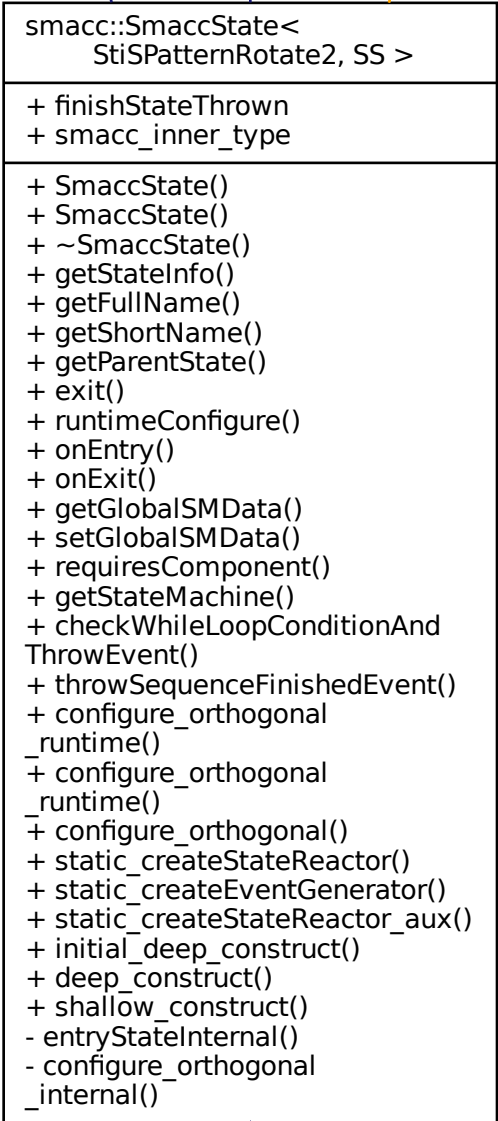 smacc::SmaccState<
StiSPatternRotate2, SS >
+ finishStateThrown
+ smacc_inner_type
+ SmaccState()
+ SmaccState()
+ ~SmaccState()
+ getStateInfo()
+ getFullName()
+ getShortName()
+ getParentState()
+ exit()
+ runtimeConfigure()
+ onEntry()
+ onExit()
+ getGlobalSMData()
+ setGlobalSMData()
+ requiresComponent()
+ getStateMachine()
+ checkWhileLoopConditionAnd
ThrowEvent()
+ throwSequenceFinishedEvent()
+ configure_orthogonal
_runtime()
+ configure_orthogonal
_runtime()
+ configure_orthogonal()
+ static_createStateReactor()
+ static_createEventGenerator()
+ static_createStateReactor_aux()
+ initial_deep_construct()
+ deep_construct()
+ shallow_construct()
- entryStateInternal()
- configure_orthogonal
_internal()